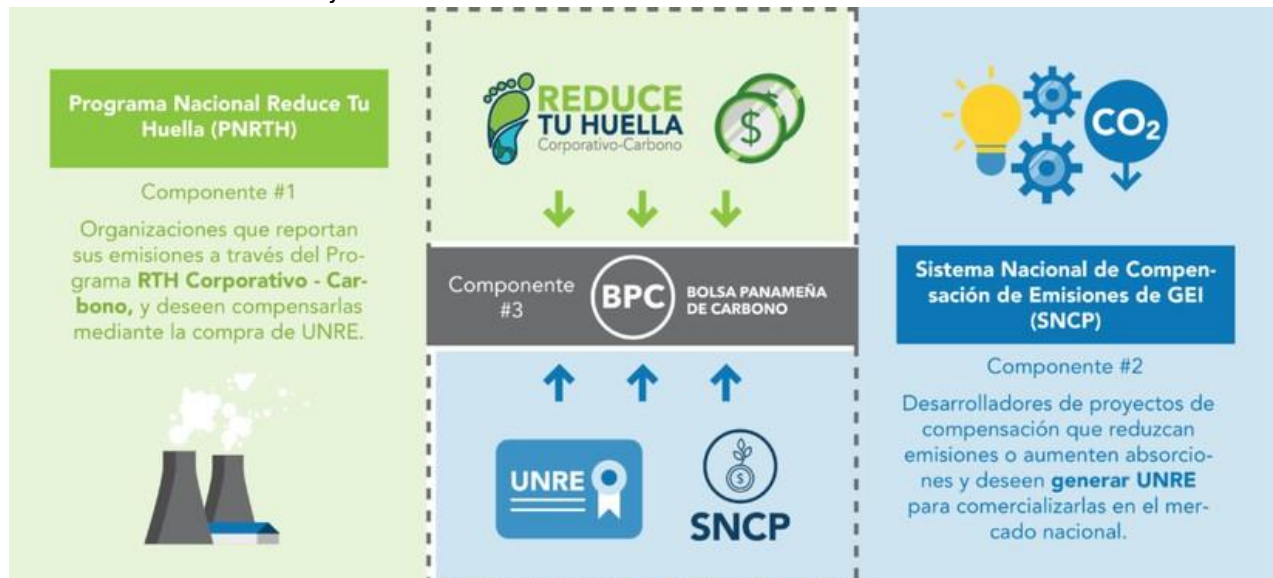 Programa Nacional Reduce Tu
Huella (PNRTH)
Componente #1
Organizaciones que reportan
sus emisiones a través del Pro-
grama RTH Corporativo - Car-
bono, y deseen compensarlas
mediante la compra de UNRE.
REDUCE
TU HUELLA
Corporativo-Carbono
$
Componente
#3
BPC
BOLSA PANAMEÑA
DE CARBONO
UNRE
$
SNCP
CO₂
Sistema Nacional de Compen-
sación de Emisiones de GEI
(SNCP)
Componente #2
Desarrolladores de proyectos de
compensación que reduzcan
emisiones o aumenten absorcio-
nes y deseen generar UNRE
para comercializarlas en el mer-
cado nacional.